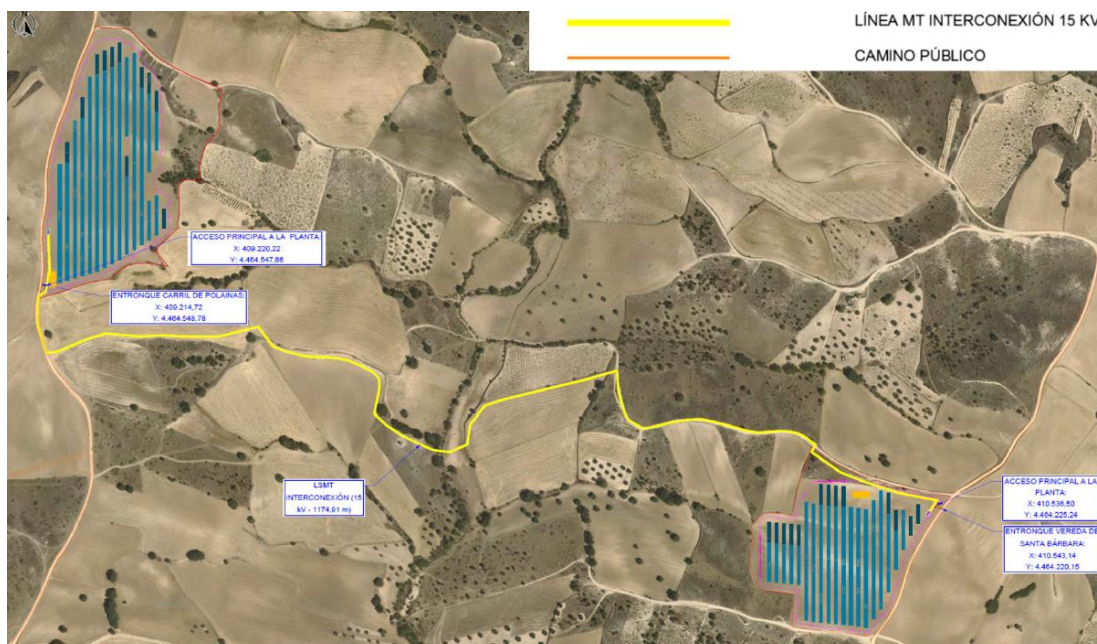 LÍNEA MT INTERCONEXIÓN 15 KV
CAMINO PÚBLICO
ACCESO PRINCIPAL A LA PLANTA:
X: 409.220,22
Y: 4.464.547,86
ENTRONQUE CARRIL DE POLAINAS:
X: 409.214,72
Y: 4.464.548,78
LSMT
INTERCONEXIÓN (15
kV - 1174,91 m)
ACCESO PRINCIPAL A LA
PLANTA:
X: 410.536,50
Y: 4.464.225,24
ENTRONQUE VEREDA DE
SANTA BÁRBARA:
X: 410.543,14
Y: 4.464.220,15